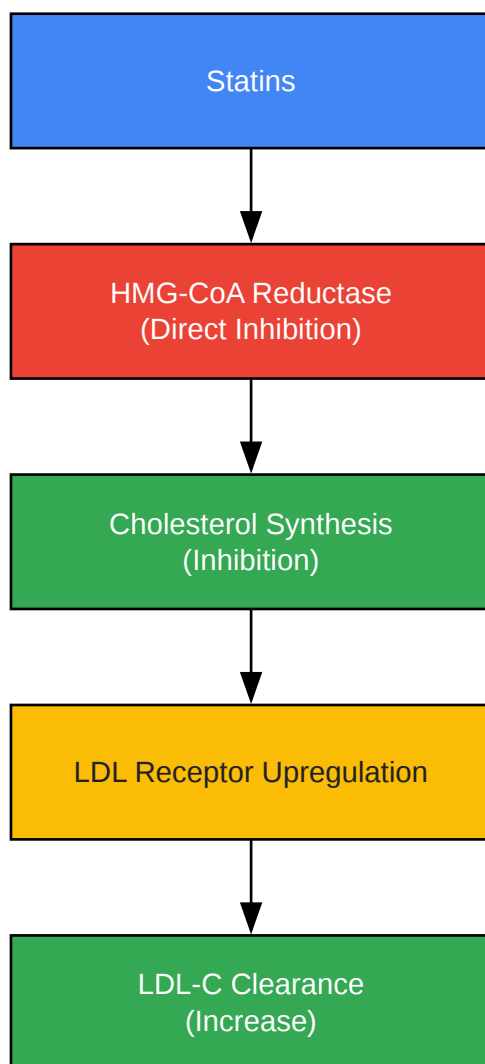 Statins
HMG-CoA Reductase
(Direct Inhibition)
Cholesterol Synthesis
(Inhibition)
LDL Receptor Upregulation
LDL-C Clearance
(Increase)